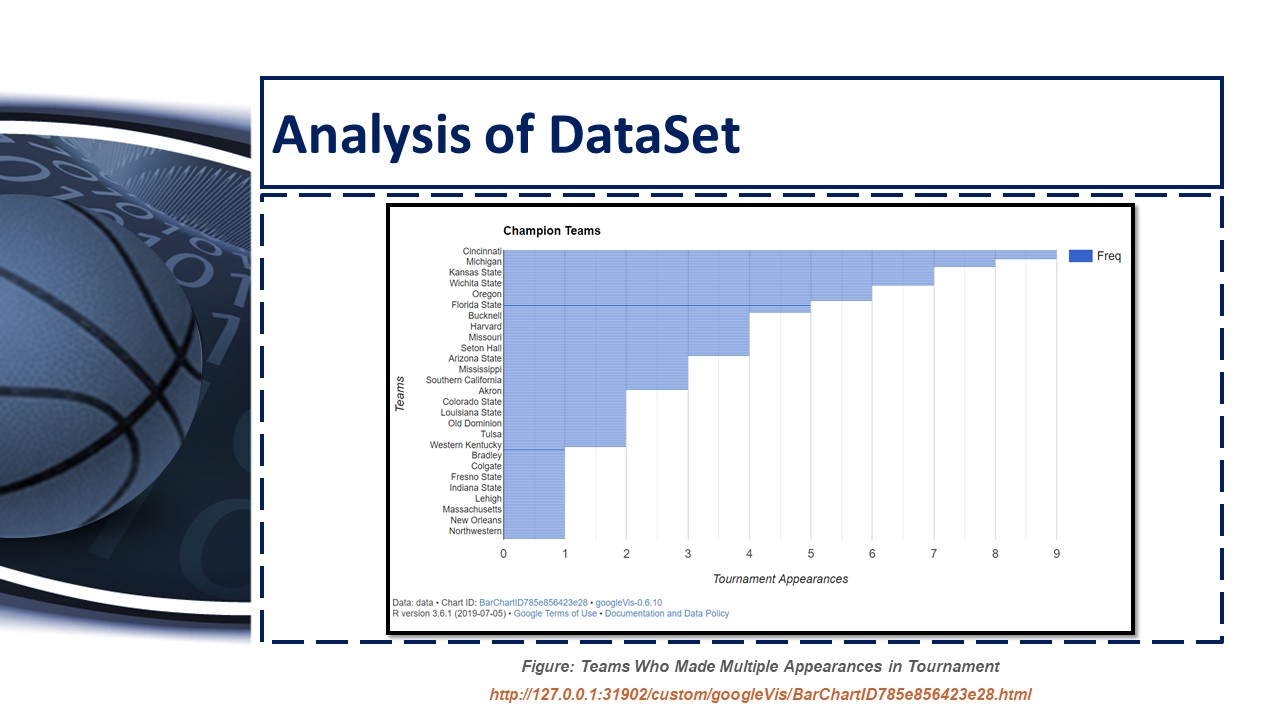 Analysis of DataSet
Champion Teams
Cincinnati
Michigan
Kansas State
Wichita State
Oregon
Florida State
Bucknell
Harvard
Missouri
Seton Hall
Arizona State
Mississippi
Southern California
Akron
Colorado State
Louisiana State
Old Dominion
Tulsa
Western Kentucky
Bradley
Colgate
Fresno State
Indiana State
Lehigh
Massachusetts
New Orleans
Northwestern
Teams
Freq
0 1 2 3 4 5 6 7 8 9
Tournament Appearances
Data: data • Chart ID: BarChartID785e856423e28 • googleVis-0.6.10
R version 3.6.1 (2019-07-05) • Google Terms of Use • Documentation and Data Policy
Figure: Teams Who Made Multiple Appearances in Tournament
http://127.0.0.1:31902/custom/googleVis/BarChartID785e856423e28.html